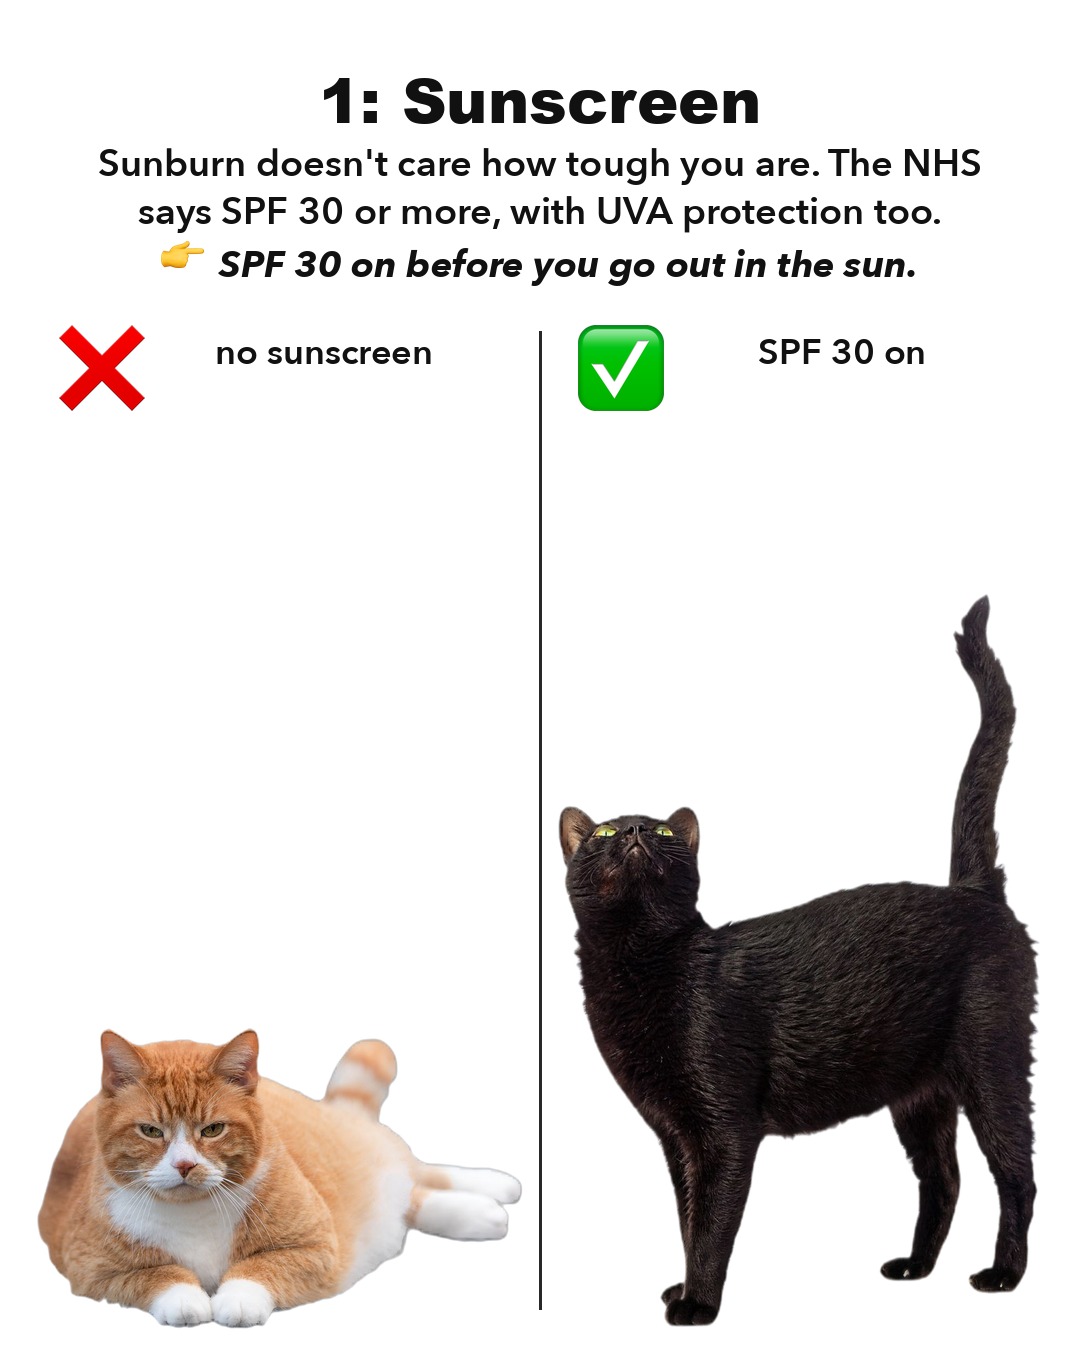 1: Sunscreen
Sunburn doesn't care how tough you are. The NHS
says SPF 30 or more, with UVA protection too.
👉 SPF 30 on before you go out in the sun.
❌ no sunscreen
✅ SPF 30 on